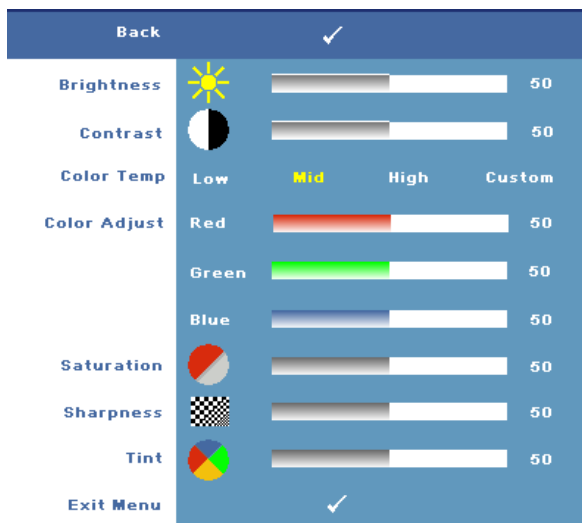 Back
Brightness 50
Contrast 50
Color Temp Low Mid High Custom
Color Adjust Red 50
Green 50
Blue 50
Saturation 50
Sharpness 50
Tint 50
Exit Menu